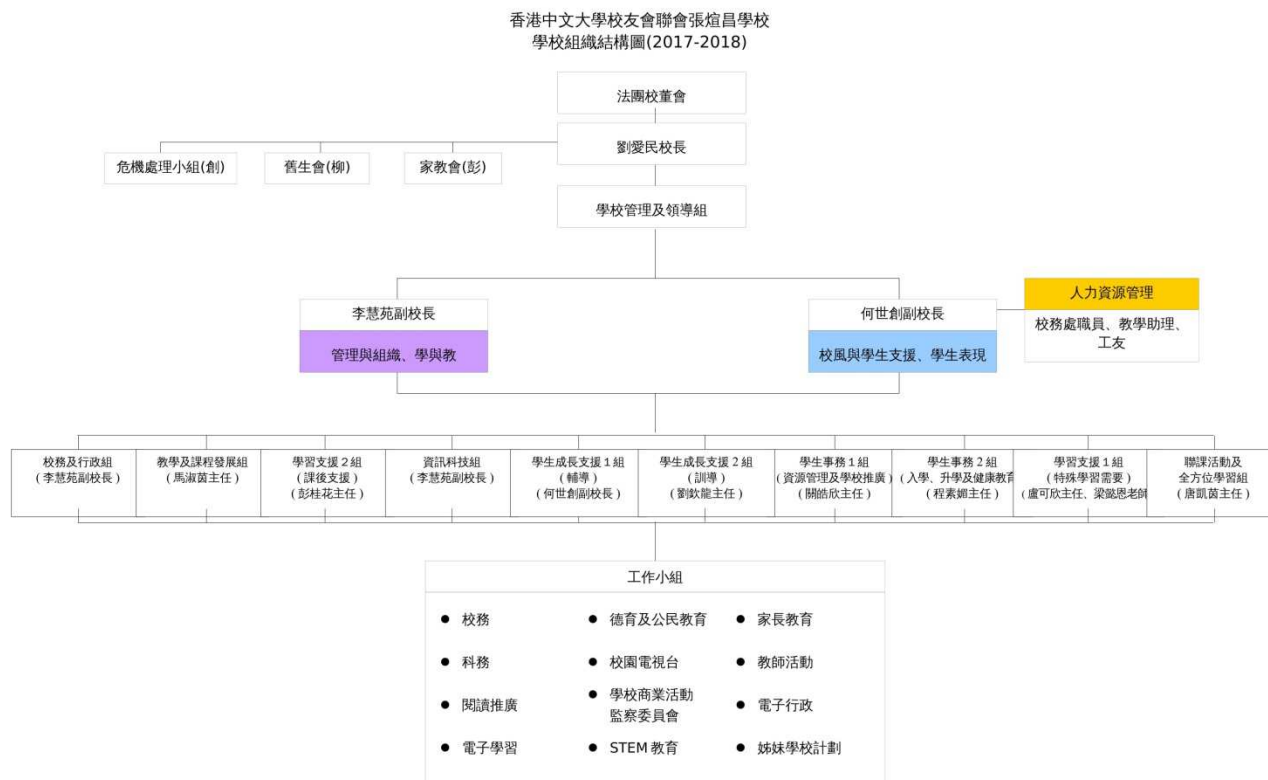 香港中文大學校友會聯會張煊昌學校
學校組織結構圖(2017-2018)
法團校董會
劉愛民校長
危機處理小組(創)
舊生會(柳)
家教會(彭)
學校管理及領導組
李慧苑副校長
管理與組織、學與教
何世創副校長
校風與學生支援、學生表現
人力資源管理
校務處職員、教學助理、
工友
校務及行政組
( 李慧苑副校長 )
教學及課程發展組
( 馬淑茵主任 )
學習支援２組
( 課後支援 )
( 彭桂花主任 )
資訊科技組
( 李慧苑副校長 )
學生成長支援１組
( 輔導 )
( 何世創副校長 )
學生成長支援 2 組
( 訓導 )
( 劉欽龍主任 )
學生事務１組
( 資源管理及學校推廣 )
( 關皓欣主任 )
學生事務 2 組
( 入學、升學及健康教育
( 程素媚主任 )
學習支援１組
( 特殊學習需要 )
( 盧可欣主任、梁懿恩老師
聯課活動及
全方位學習組
( 唐凱茵主任 )
工作小組
● 校務
● 德育及公民教育
● 家長教育
● 科務
● 校園電視台
● 教師活動
● 閱讀推廣
● 學校商業活動
監察委員會
● 電子行政
● 電子學習
● STEM 教育
● 姊妹學校計劃